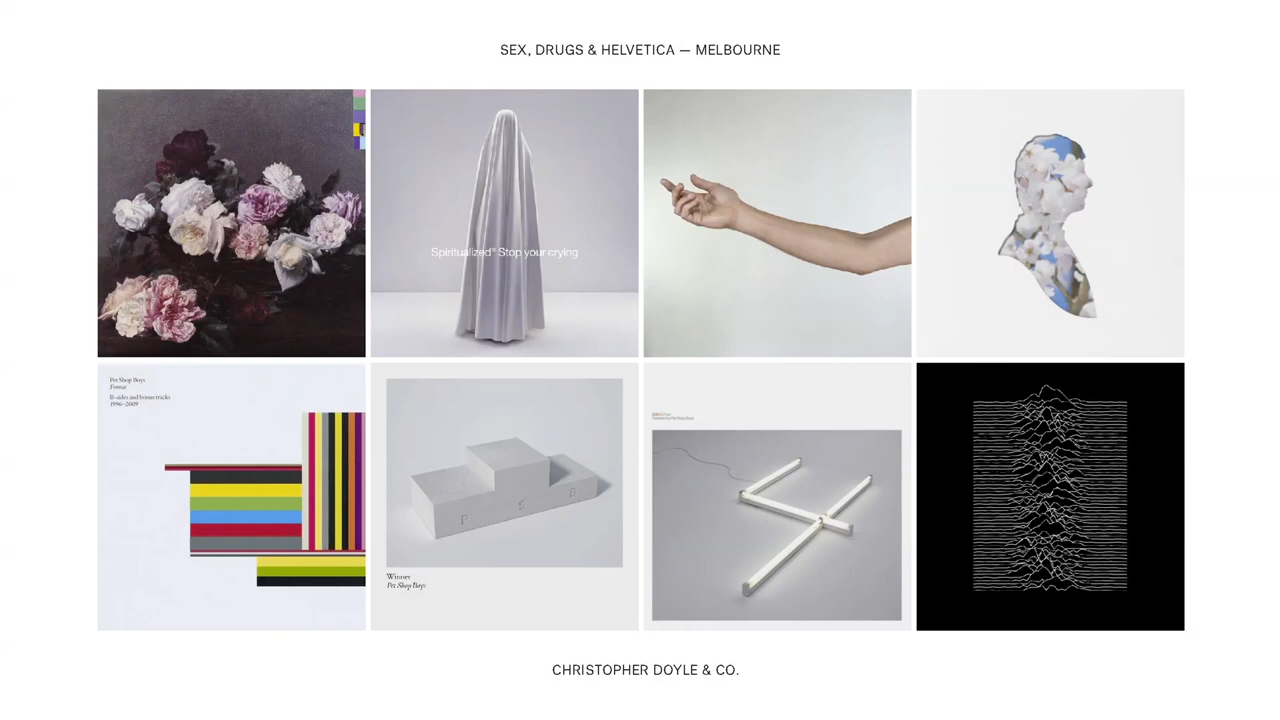 SEX, DRUGS & HELVETICA — MELBOURNE
Spiritualized® Stop your crying
Pet Shop Boys
Format
B-sides and bonus tracks
1996–2009
P S B
Winner
Pet Shop Boys
CHRISTOPHER DOYLE & CO.